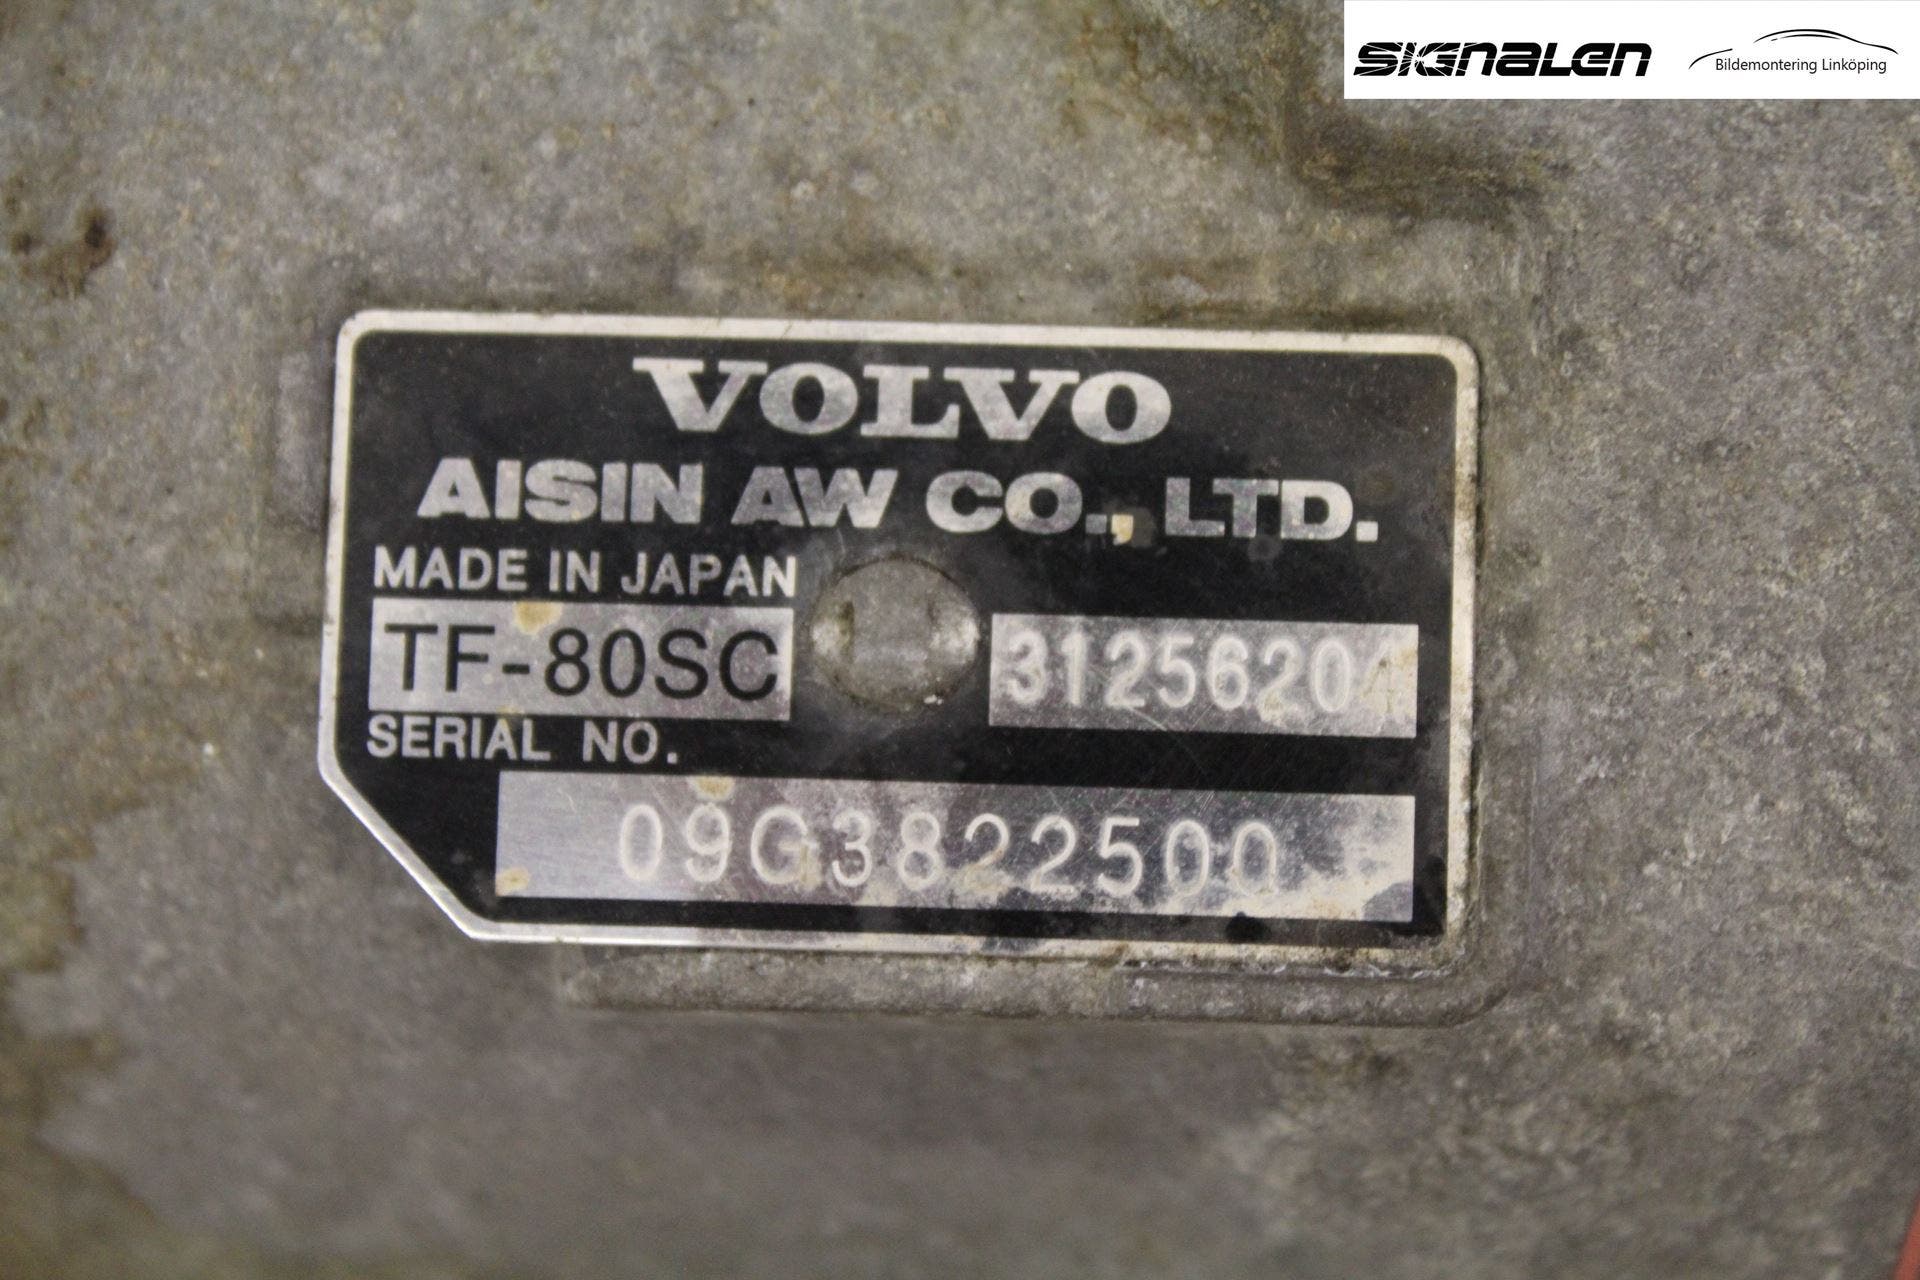 SIGNALEN Bildemontering Linköping
VOLVO
AISIN AW CO., LTD.
MADE IN JAPAN
TF-80SC 31256204
SERIAL NO.
09G3822500